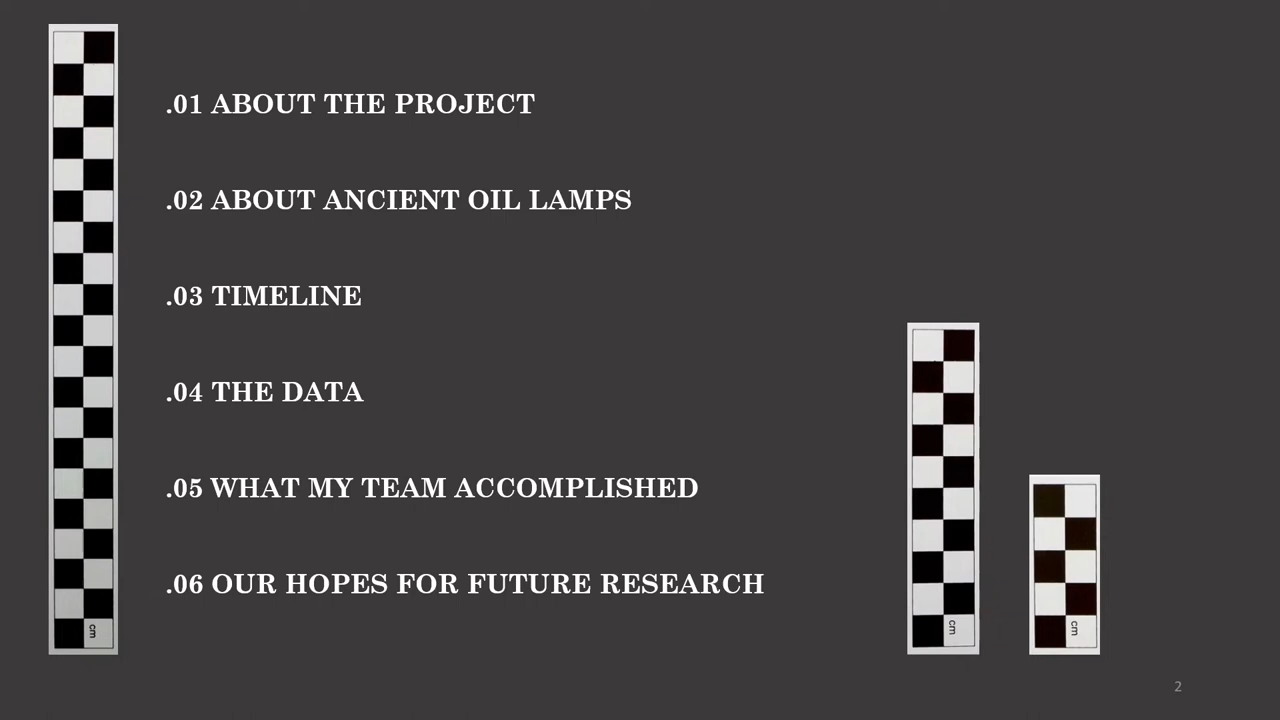 .01 ABOUT THE PROJECT
.02 ABOUT ANCIENT OIL LAMPS
.03 TIMELINE
.04 THE DATA
.05 WHAT MY TEAM ACCOMPLISHED
.06 OUR HOPES FOR FUTURE RESEARCH
cm
cm
cm
2